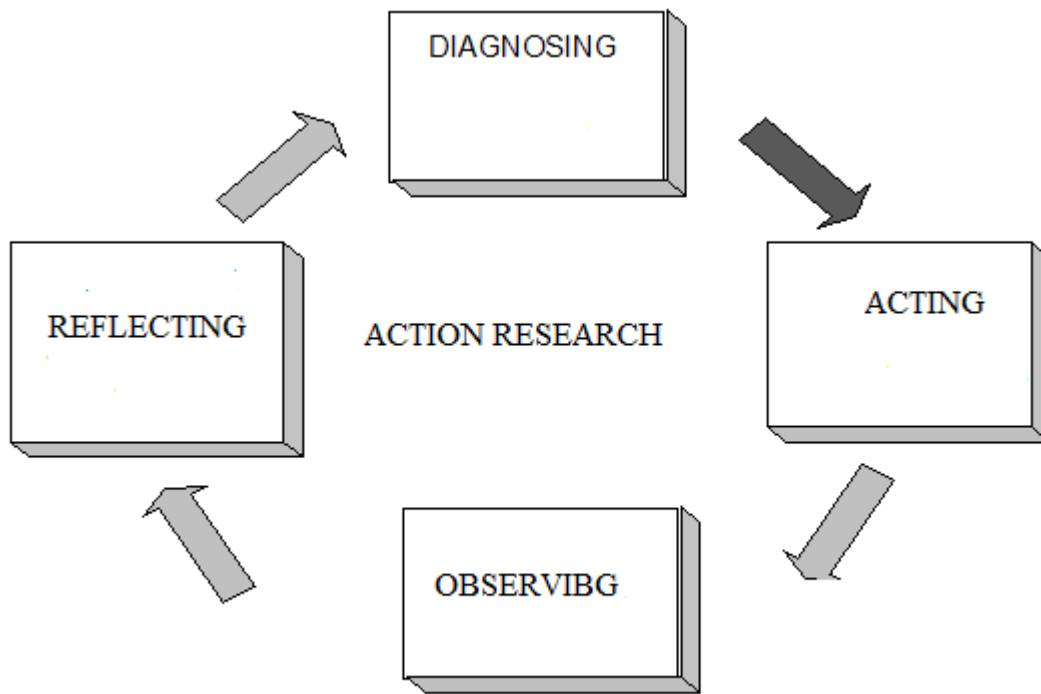 DIAGNOSING
REFLECTING
ACTION RESEARCH
ACTING
OBSERVIBG